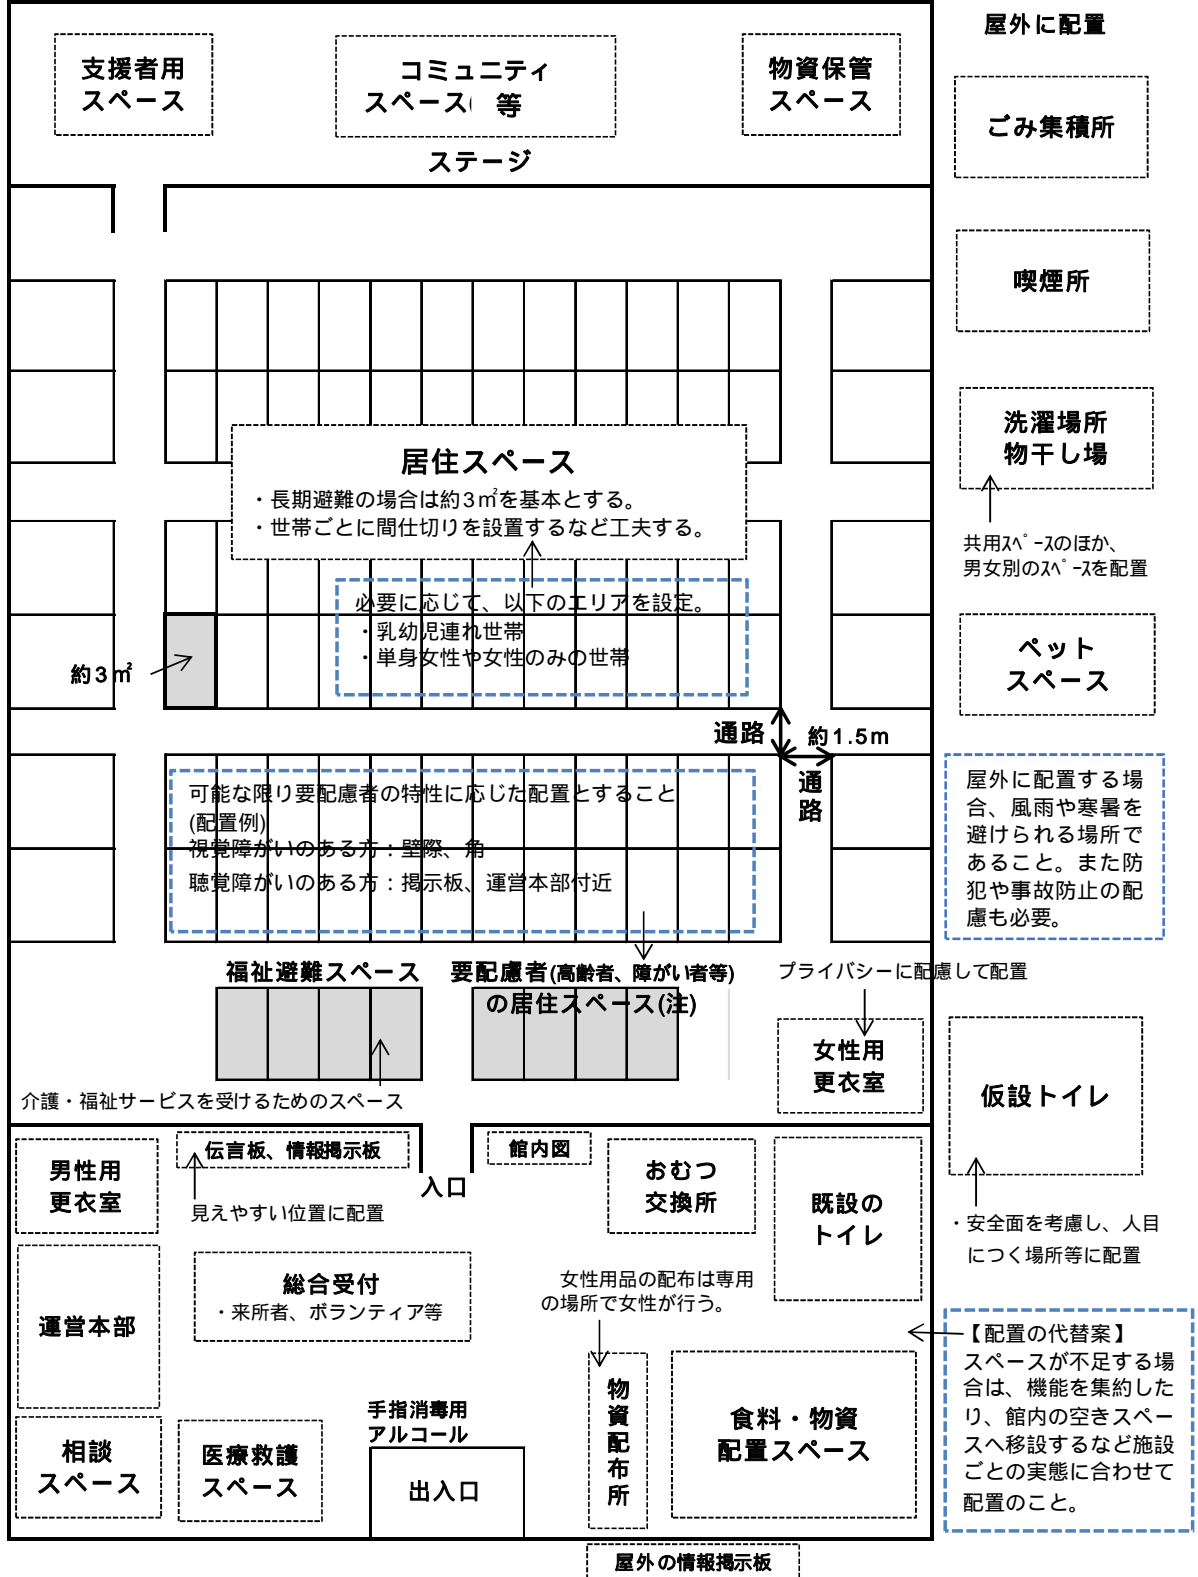 屋外に配置
支援者用
スペース
コミュニティ
スペース( 等
物資保管
スペース
ステージ
ごみ集積所
喫煙所
洗濯場所
物干し場
共用スペースのほか、
男女別のスペースを配置
居住スペース
・長期避難の場合は約3㎡を基本とする。
・世帯ごとに間仕切りを設置するなど工夫する。
必要に応じて、以下のエリアを設定。
・乳幼児連れ世帯
・単身女性や女性のみの世帯
約3㎡
ペット
スペース
通路
約1.5m
通
路
可能な限り要配慮者の特性に応じた配置とすること
(配置例)
視覚障がいのある方：壁際、角
聴覚障がいのある方：掲示板、運営本部付近
屋外に配置する場
合、風雨や寒暑を
避けられる場所で
あること。また防
犯や事故防止の配
慮も必要。
福祉避難スペース
要配慮者(高齢者、障がい者等)
の居住スペース(注)
プライバシーに配慮して配置
女性用
更衣室
介護・福祉サービスを受けるためのスペース
仮設トイレ
・安全面を考慮し、人目
につく場所等に配置
男性用
更衣室
伝言板、情報掲示板
見えやすい位置に配置
入口
館内図
おむつ
交換所
既設の
トイレ
総合受付
・来所者、ボランティア等
運営本部
女性用品の配布は専用
の場所で女性が行う。
【配置の代替案】
スペースが不足する場
合は、機能を集約した
り、館内の空きスペー
スへ移設するなど施設
ごとの実態に合わせて
配置のこと。
物
資
配
布
所
食料・物資
配置スペース
手指消毒用
アルコール
出入口
相談
スペース
医療救護
スペース
屋外の情報掲示板